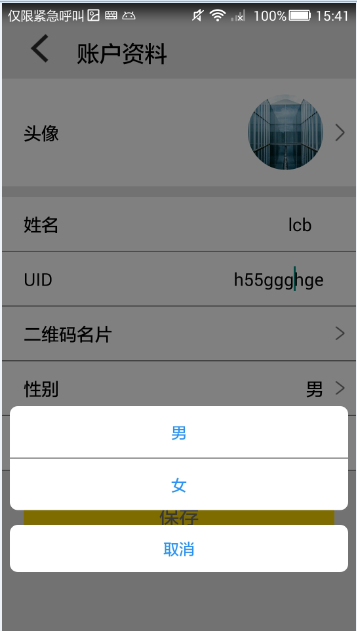 仅限紧急呼叫 100% 15:41
账户资料
头像
姓名 lcb
UID h55ggghge
二维码名片
性别 男
男
女
保存
取消